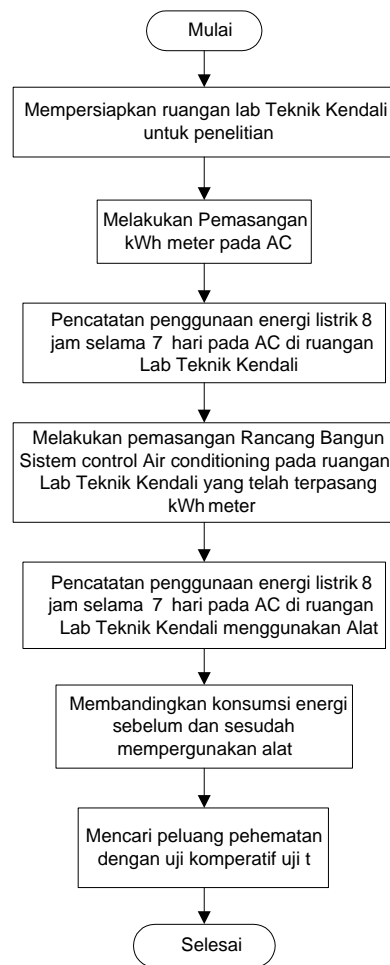 Mulai
Mempersiapkan ruangan lab Teknik Kendali
untuk penelitian
Melakukan Pemasangan
kWh meter pada AC
Pencatatan penggunaan energi listrik 8
jam selama 7 hari pada AC di ruangan
Lab Teknik Kendali
Melakukan pemasangan Rancang Bangun
Sistem control Air conditioning pada ruangan
Lab Teknik Kendali yang telah terpasang
kWh meter
Pencatatan penggunaan energi listrik 8
jam selama 7 hari pada AC di ruangan
Lab Teknik Kendali menggunakan Alat
Membandingkan konsumsi energi
sebelum dan sesudah
mempergunakan alat
Mencari peluang pehematan
dengan uji komperatif uji t
Selesai